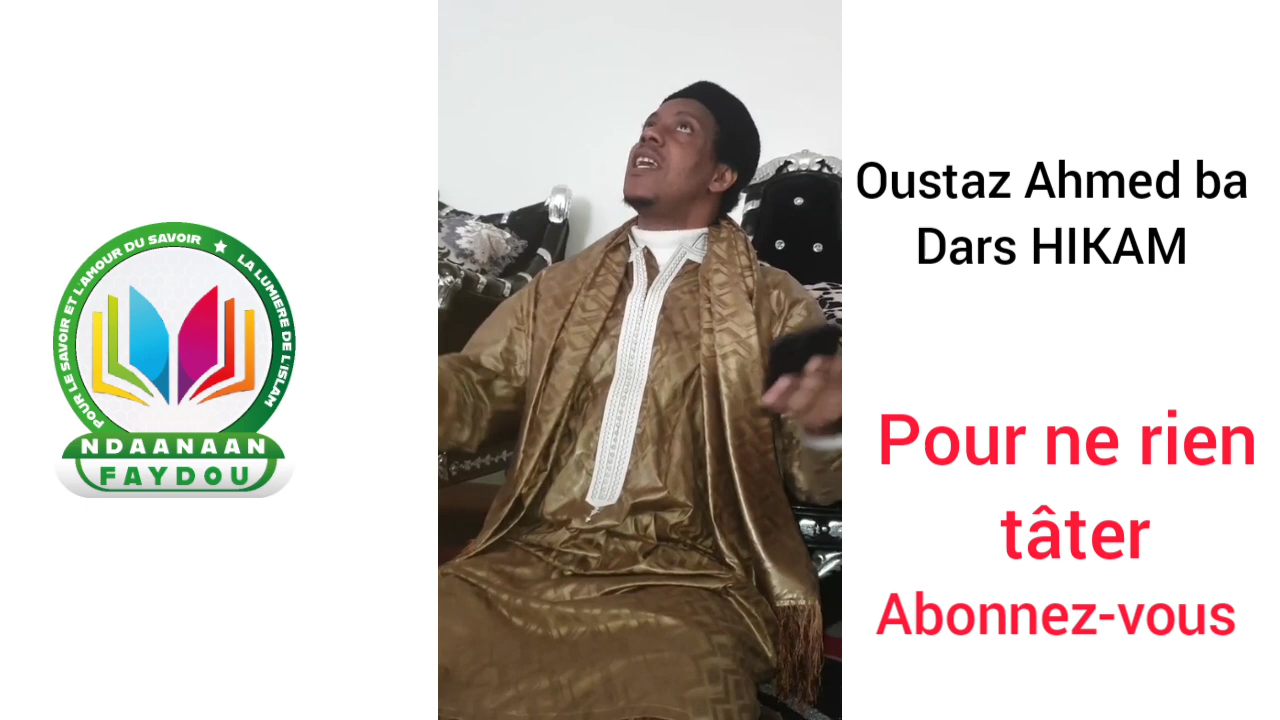 POUR LE SAVOIR ET L'AMOUR DU SAVOIR ★ LA LUMIERE DE L'ISLAM
NDAANAAN
FAYDOU
Oustaz Ahmed ba
Dars HIKAM
Pour ne rien
tâter
Abonnez-vous